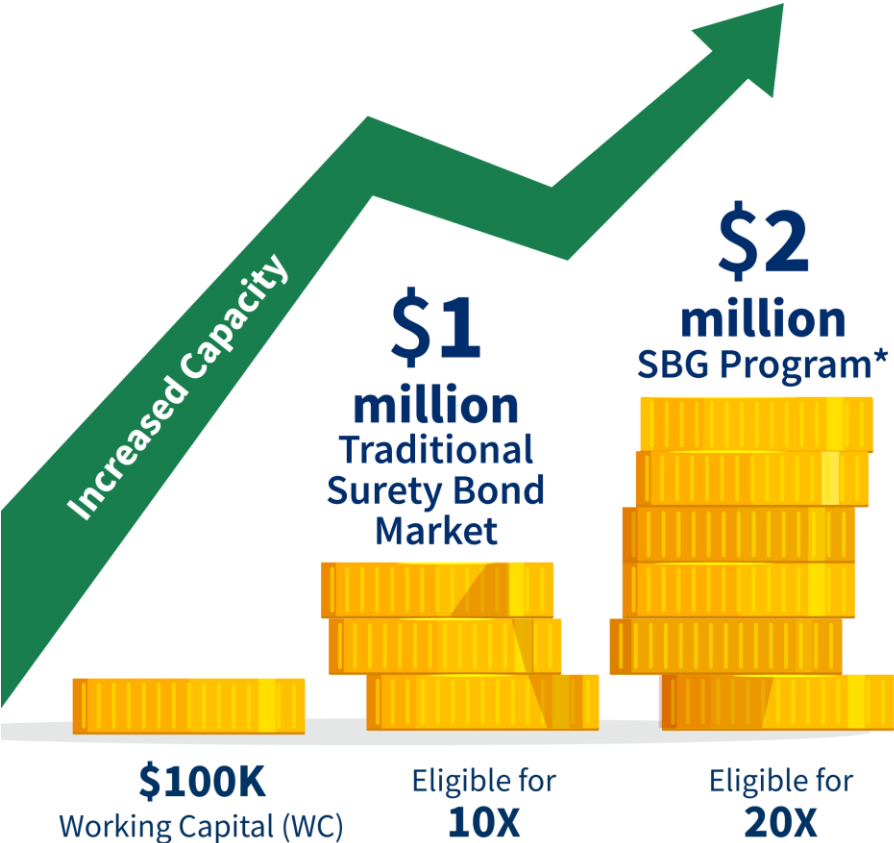 Increased Capacity
$1
million
Traditional
Surety Bond
Market
$2
million
SBG Program*
$100K
Working Capital (WC)
Eligible for
10X
Eligible for
20X